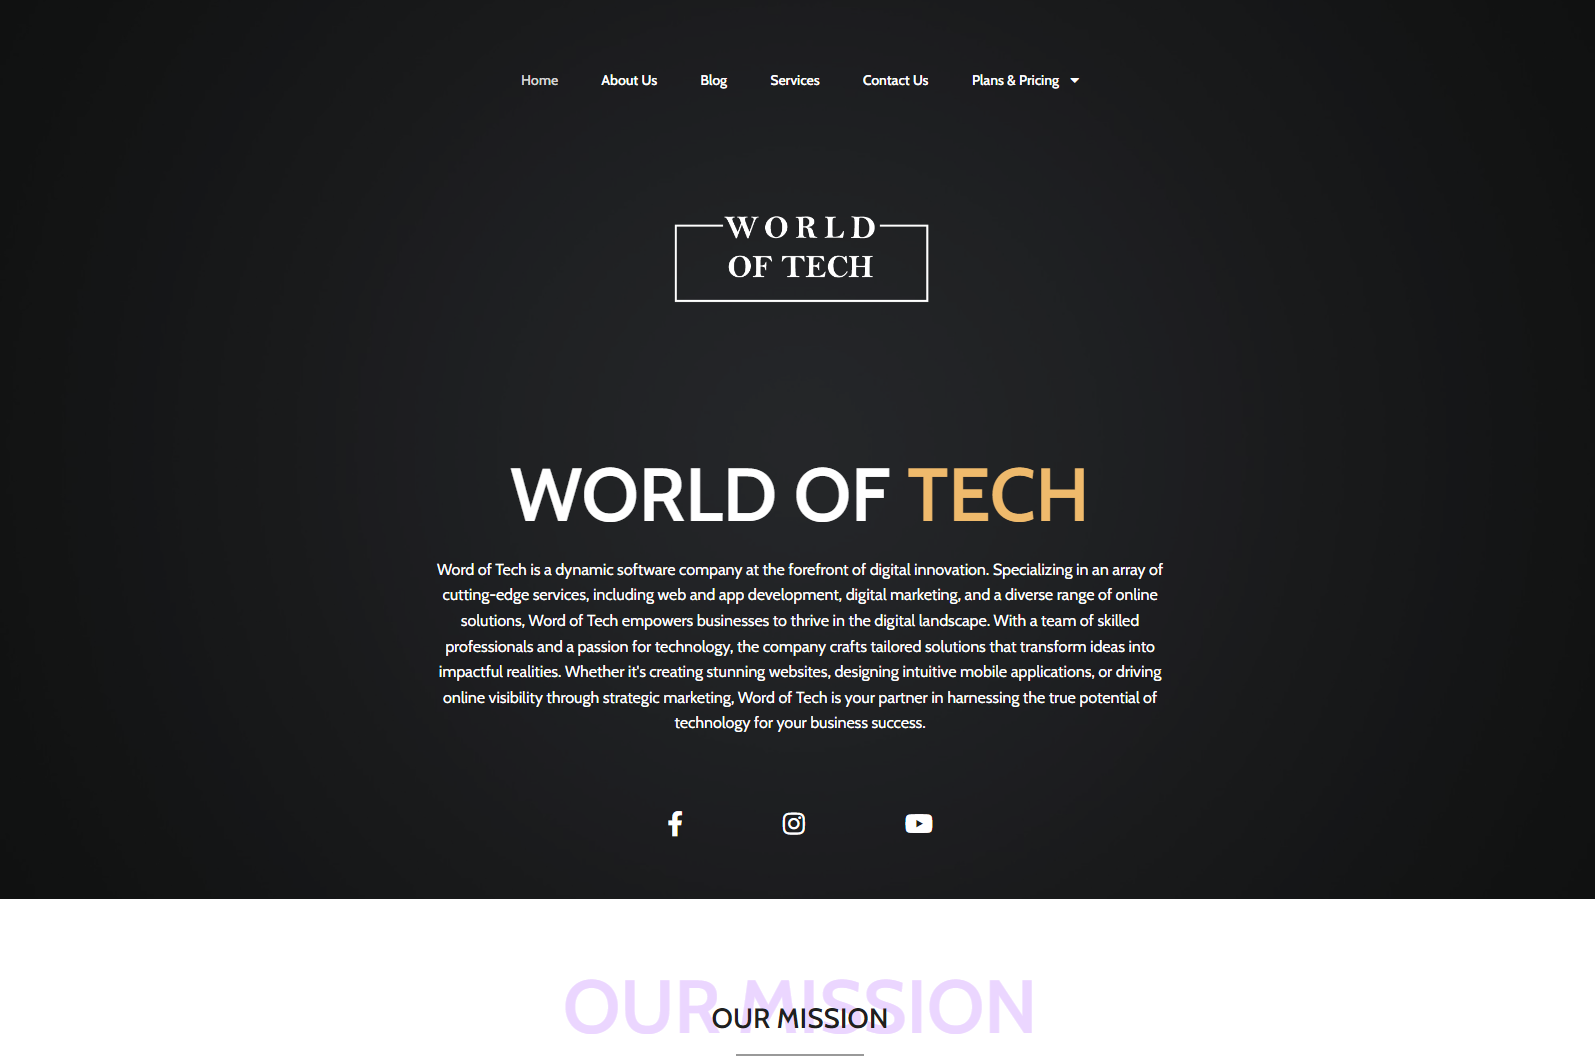 Home About Us Blog Services Contact Us Plans & Pricing
WORLD
OF TECH
WORLD OF TECH
Word of Tech is a dynamic software company at the forefront of digital innovation. Specializing in an array of
cutting-edge services, including web and app development, digital marketing, and a diverse range of online
solutions, Word of Tech empowers businesses to thrive in the digital landscape. With a team of skilled
professionals and a passion for technology, the company crafts tailored solutions that transform ideas into
impactful realities. Whether it's creating stunning websites, designing intuitive mobile applications, or driving
online visibility through strategic marketing, Word of Tech is your partner in harnessing the true potential of
technology for your business success.
OUR MISSION
OUR MISSION